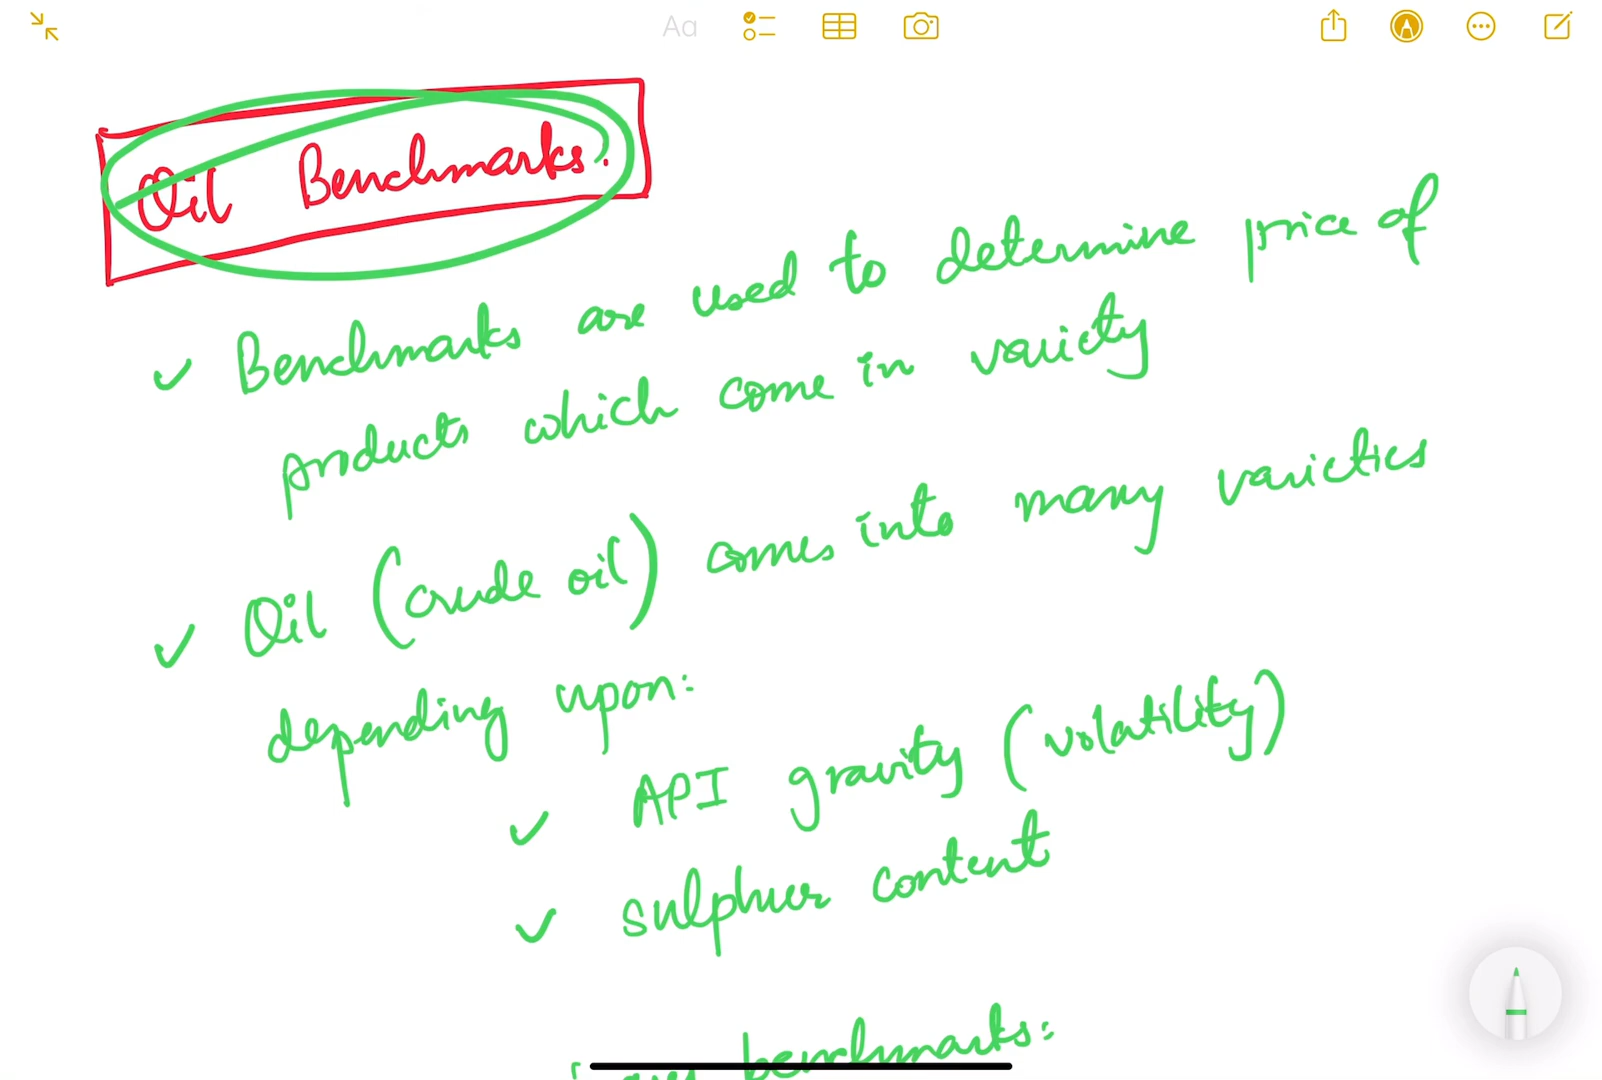 Aa
Oil Benchmarks.
✓ Benchmarks are used to determine price of
products which come in variety
✓ Oil (crude oil) comes into many varieties
depending upon:
✓ API gravity (volatility)
✓ sulphur content
benchmarks: